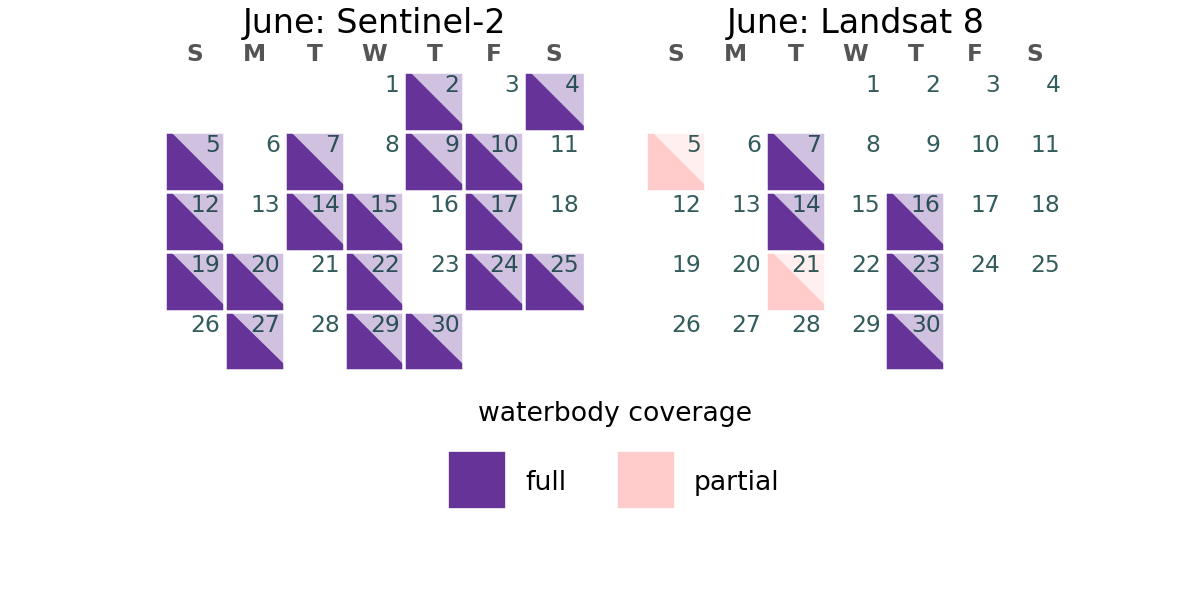 June: Sentinel-2
S M T W T F S
1 2 3 4
5 6 7 8 9 10 11
12 13 14 15 16 17 18
19 20 21 22 23 24 25
26 27 28 29 30
June: Landsat 8
S M T W T F S
1 2 3 4
5 6 7 8 9 10 11
12 13 14 15 16 17 18
19 20 21 22 23 24 25
26 27 28 29 30
waterbody coverage
full partial